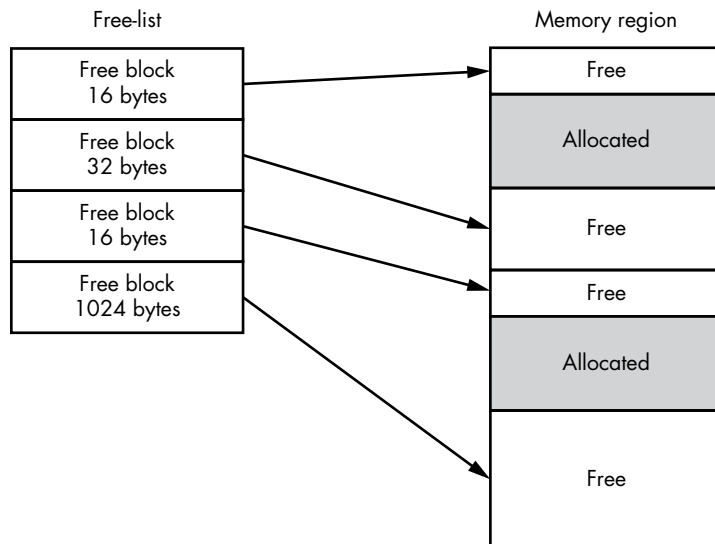 Free-list
Free block
16 bytes
Free block
32 bytes
Free block
16 bytes
Free block
1024 bytes
Memory region
Free
Allocated
Free
Free
Allocated
Free